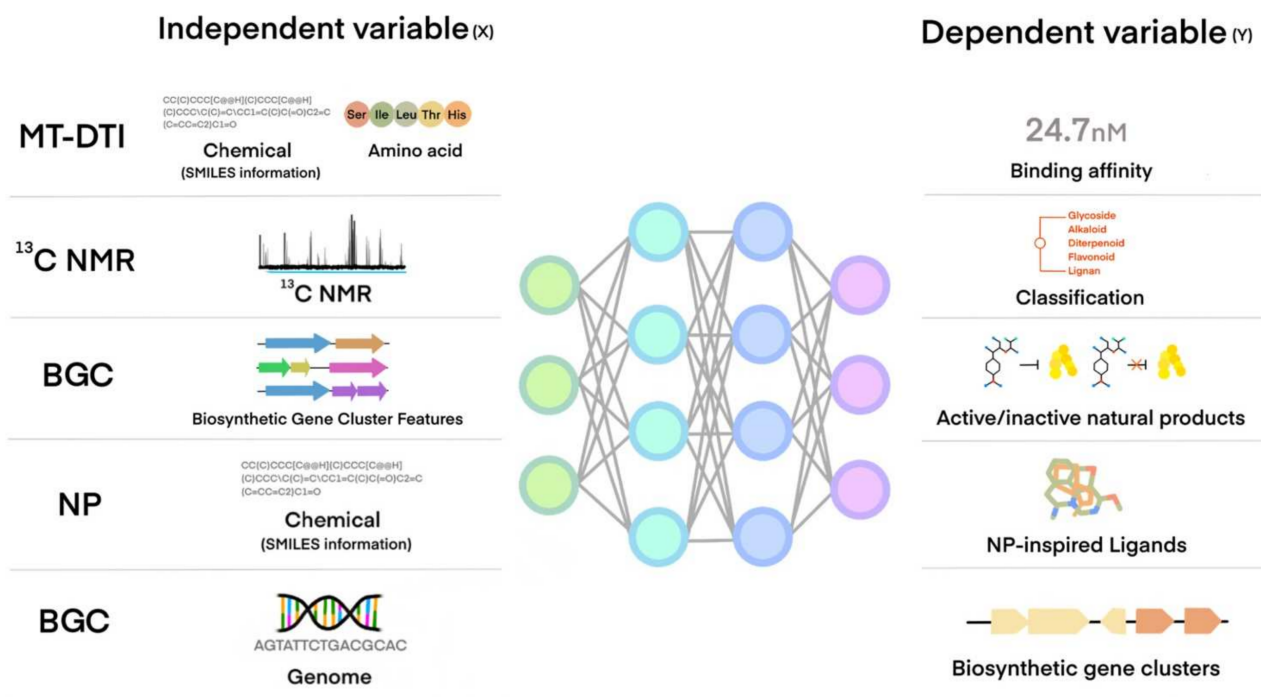 Independent variable (X)
Dependent variable (Y)
MT-DTI
CC(C)CCC[C@@H](C)CCC[C@@H]
(C)CCC\C(C)=C\CC1=C(C)C(=O)C2=C
(C=CC=C2)C1=O
Chemical
(SMILES information)
Ser Ile Leu Thr His
Amino acid
24.7nM
Binding affinity
¹³C NMR
¹³C NMR
Glycoside
Alkaloid
Diterpenoid
Flavonoid
Lignan
Classification
BGC
Biosynthetic Gene Cluster Features
Active/inactive natural products
NP
CC(C)CCC[C@@H](C)CCC[C@@H]
(C)CCC\C(C)=C\CC1=C(C)C(=O)C2=C
(C=CC=C2)C1=O
Chemical
(SMILES information)
NP-inspired Ligands
BGC
AGTATTCTGACGCAC
Genome
Biosynthetic gene clusters